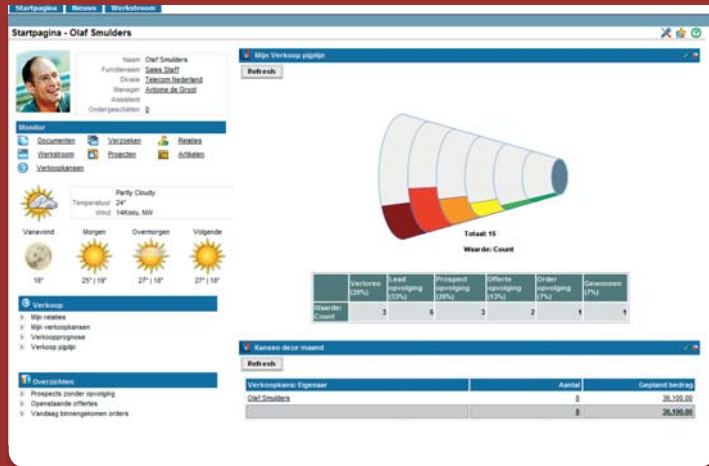 Startpagina Nieuws Werkstroom
Startpagina - Olaf Smulders
Naam Olaf Smulders
Functienaam Sales Staff
Divisie Telecom Nederland
Manager Antoine de Groot
Assistent
Ondergeschikten 0
Monitor
Documenten Verzoeken Relaties
Werkstroom Projecten Artikelen
Verkoopkansen
Partly Cloudy
Temperatuur 24°
Wind 14Km/u, NW
Vanavond Morgen Overmorgen Volgende
18° 25° | 19° 27° | 18° 27° | 18°
Verkoop
Mijn relaties
Mijn verkoopkansen
Verkoopprognose
Verkoop pijplijn
Overzichten
Prospects zonder opvolging
Openstaande offertes
Vandaag binnengekomen orders
Mijn Verkoop pijplijn
Refresh
Totaal: 15
Waarde: Count
Verloren (20%) Lead opvolging (33%) Prospect opvolging (20%) Offerte opvolging (13%) Order opvolging (7%) Gewonnen (7%)
Waarde: Count 3 5 3 2 1 1
Kansen deze maand
Refresh
Verkoopkans: Eigenaar Aantal Gepland bedrag
Olaf Smulders 8 36.100,00
8 36.100,00